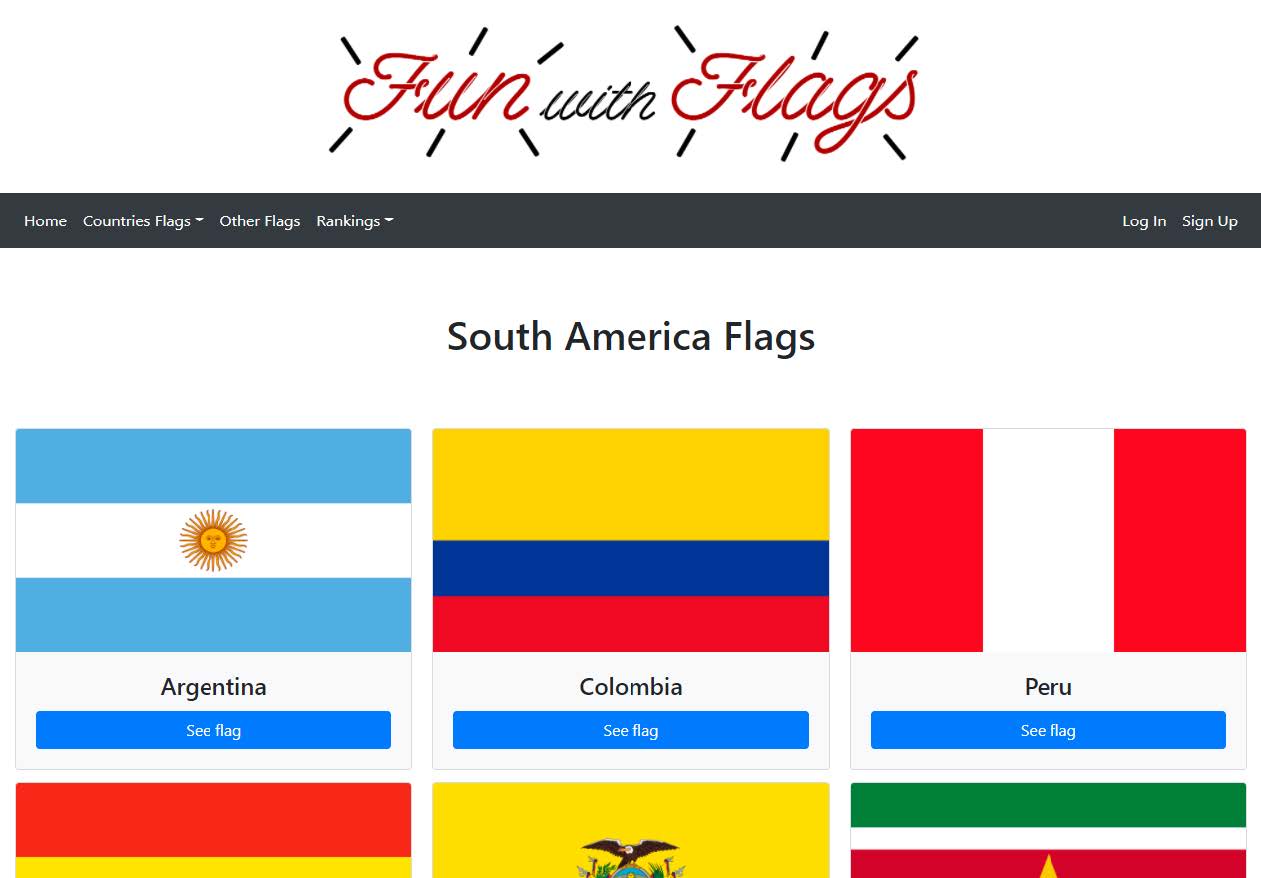 Fun with Flags
Home Countries Flags Other Flags Rankings Log In Sign Up
South America Flags
Argentina Colombia Peru
See flag See flag See flag